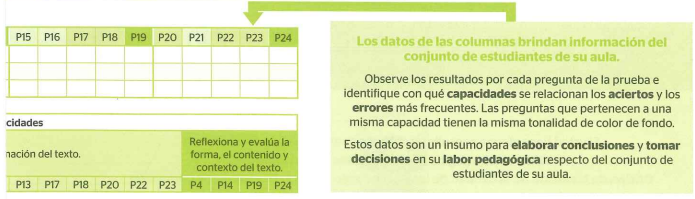 P15 P16 P17 P18 P19 P20 P21 P22 P23 P24
cidades
nación del texto.
Reflexiona y evalúa la
forma, el contenido y
contexto del texto.
P13 P17 P18 P20 P22 P23 P4 P14 P19 P24
Los datos de las columnas brindan información del
conjunto de estudiantes de su aula.
Observe los resultados por cada pregunta de la prueba e
identifique con qué capacidades se relacionan los aciertos y los
errores más frecuentes. Las preguntas que pertenecen a una
misma capacidad tienen la misma tonalidad de color de fondo.
Estos datos son un insumo para elaborar conclusiones y tomar
decisiones en su labor pedagógica respecto del conjunto de
estudiantes de su aula.